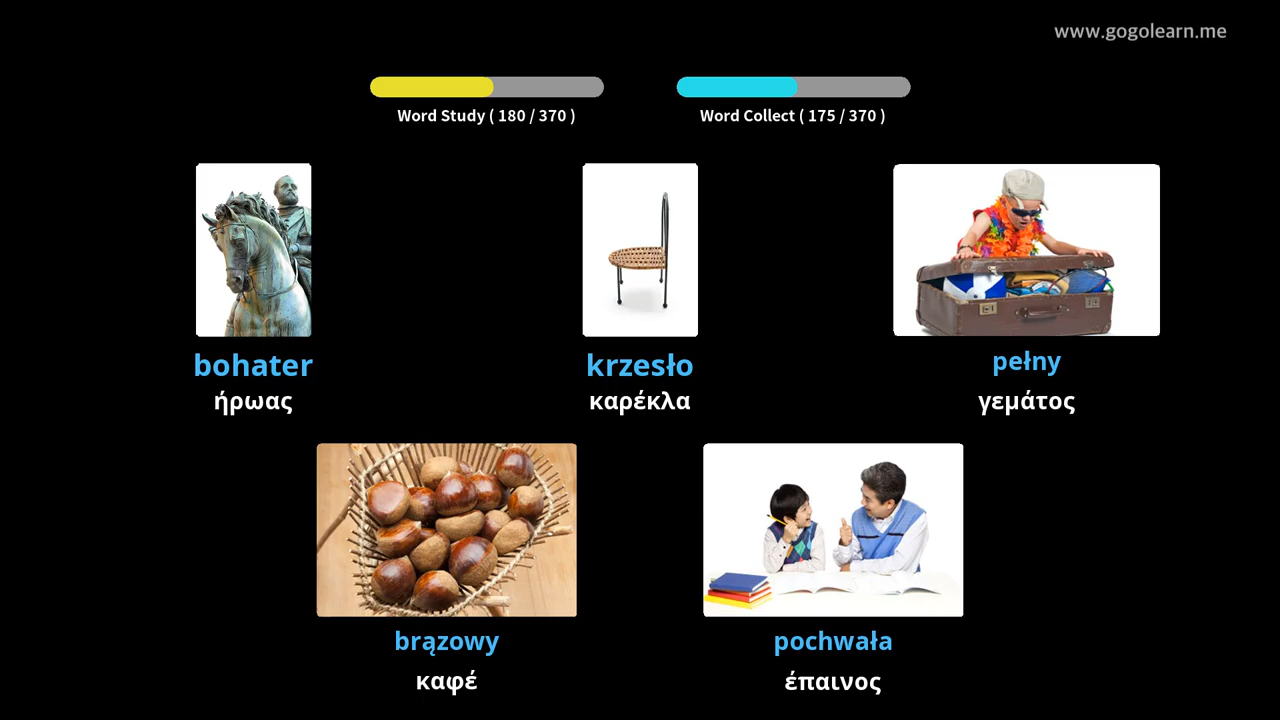 www.gogolearn.me
Word Study ( 180 / 370 )
Word Collect ( 175 / 370 )
bohater
ήρωας
krzesło
καρέκλα
pełny
γεμάτος
brązowy
καφέ
pochwała
έπαινος